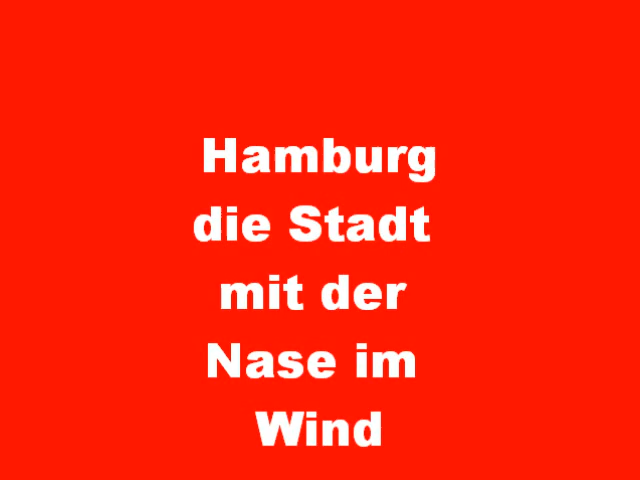 Hamburg
die Stadt
mit der
Nase im
Wind